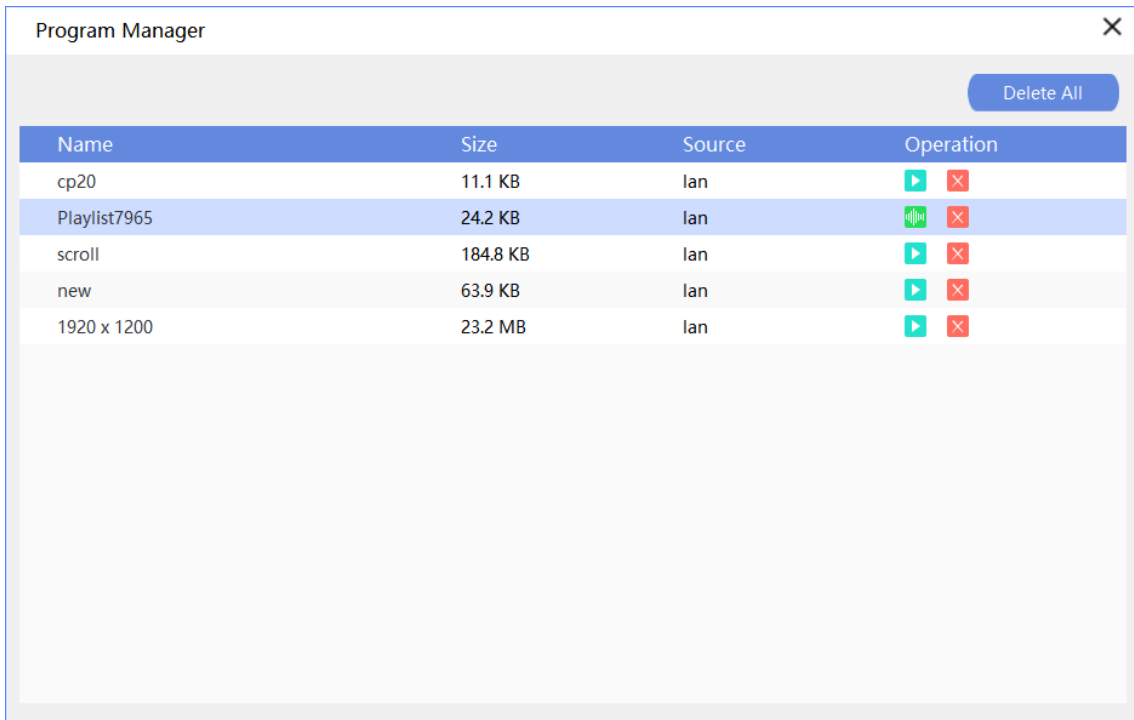 Program Manager
Delete All
Name Size Source Operation
cp20 11.1 KB lan
Playlist7965 24.2 KB lan
scroll 184.8 KB lan
new 63.9 KB lan
1920 x 1200 23.2 MB lan